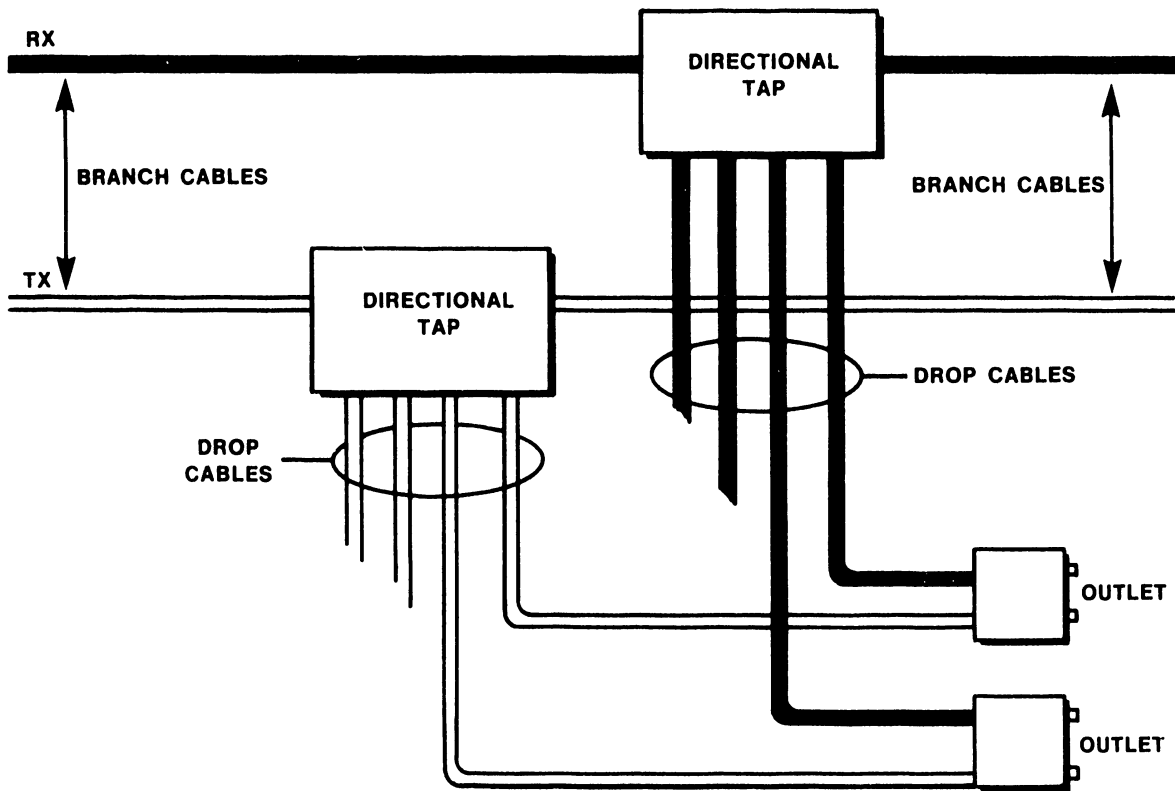 RX
DIRECTIONAL
TAP
BRANCH CABLES
BRANCH CABLES
TX
DIRECTIONAL
TAP
DROP CABLES
DROP
CABLES
OUTLET
OUTLET